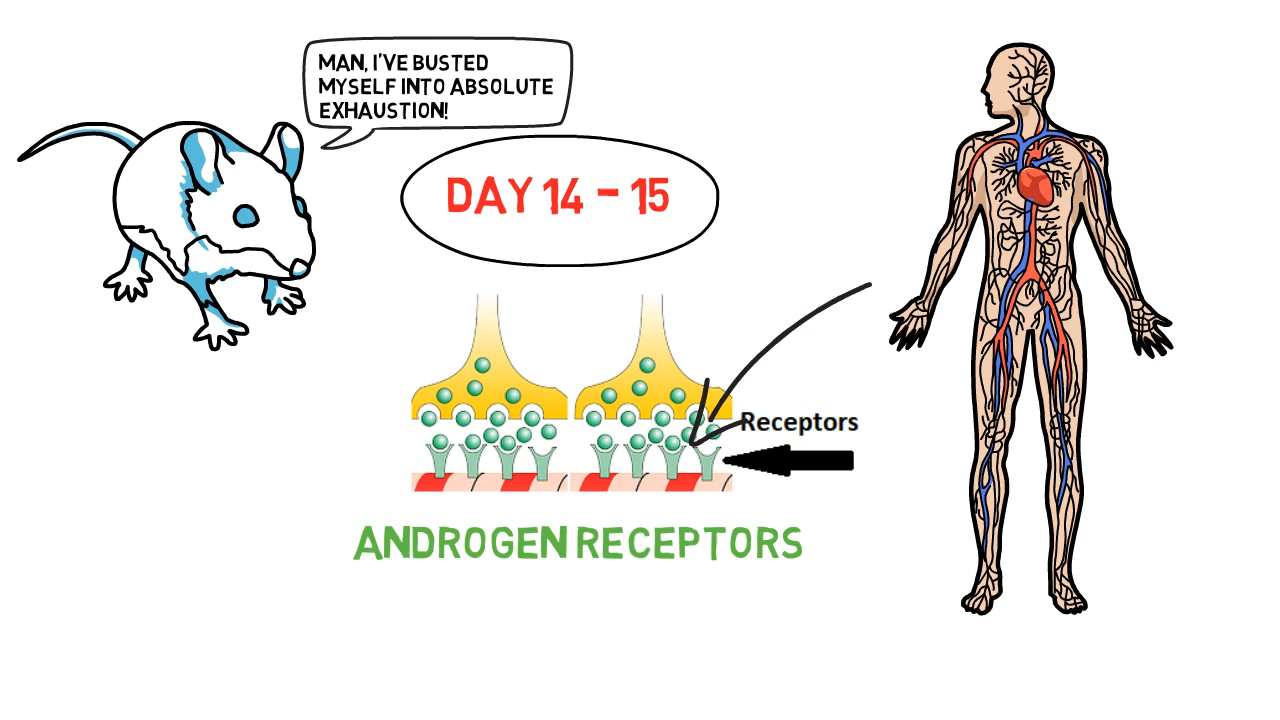 MAN, I'VE BUSTED
MYSELF INTO ABSOLUTE
EXHAUSTION!
DAY 14 - 15
Receptors
ANDROGEN RECEPTORS